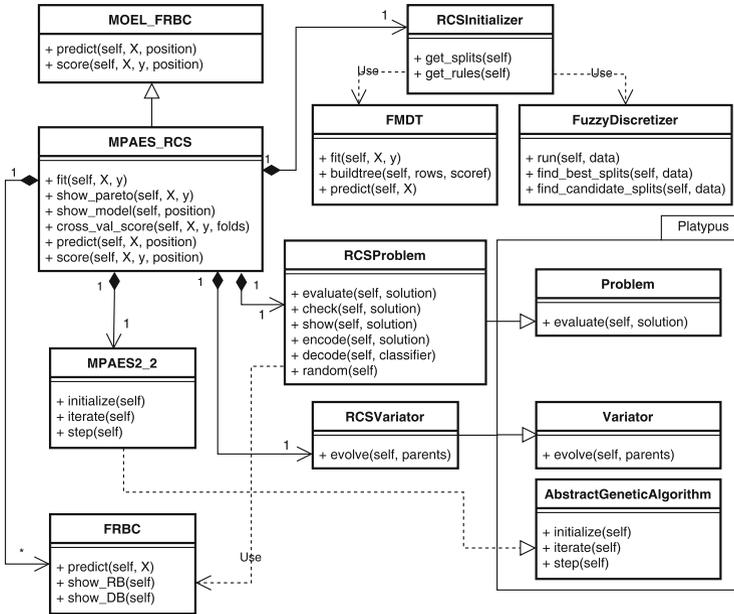 MOEL_FRBC
+ predict(self, X, position)
+ score(self, X, y, position)
1
RCSInitializer
+ get_splits(self)
+ get_rules(self)
Use
Use
MPAES_RCS
+ fit(self, X, y)
+ show_pareto(self, X, y)
+ show_model(self, position)
+ cross_val_score(self, X, y, folds)
+ predict(self, X, position)
+ score(self, X, y, position)
1
1
FMDT
+ fit(self, X, y)
+ buildtree(self, rows, scoref)
+ predict(self, X)
FuzzyDiscretizer
+ run(self, data)
+ find_best_splits(self, data)
+ find_candidate_splits(self, data)
Platypus
1
1
1
RCSProblem
+ evaluate(self, solution)
+ check(self, solution)
+ show(self, solution)
+ encode(self, solution)
+ decode(self, classifier)
+ random(self)
1
1
Problem
+ evaluate(self, solution)
MPAES2_2
+ initialize(self)
+ iterate(self)
+ step(self)
RCSVariator
+ evolve(self, parents)
1
Variator
+ evolve(self, parents)
AbstractGeneticAlgorithm
+ initialize(self)
+ iterate(self)
+ step(self)
FRBC
+ predict(self, X)
+ show_RB(self)
+ show_DB(self)
*
Use